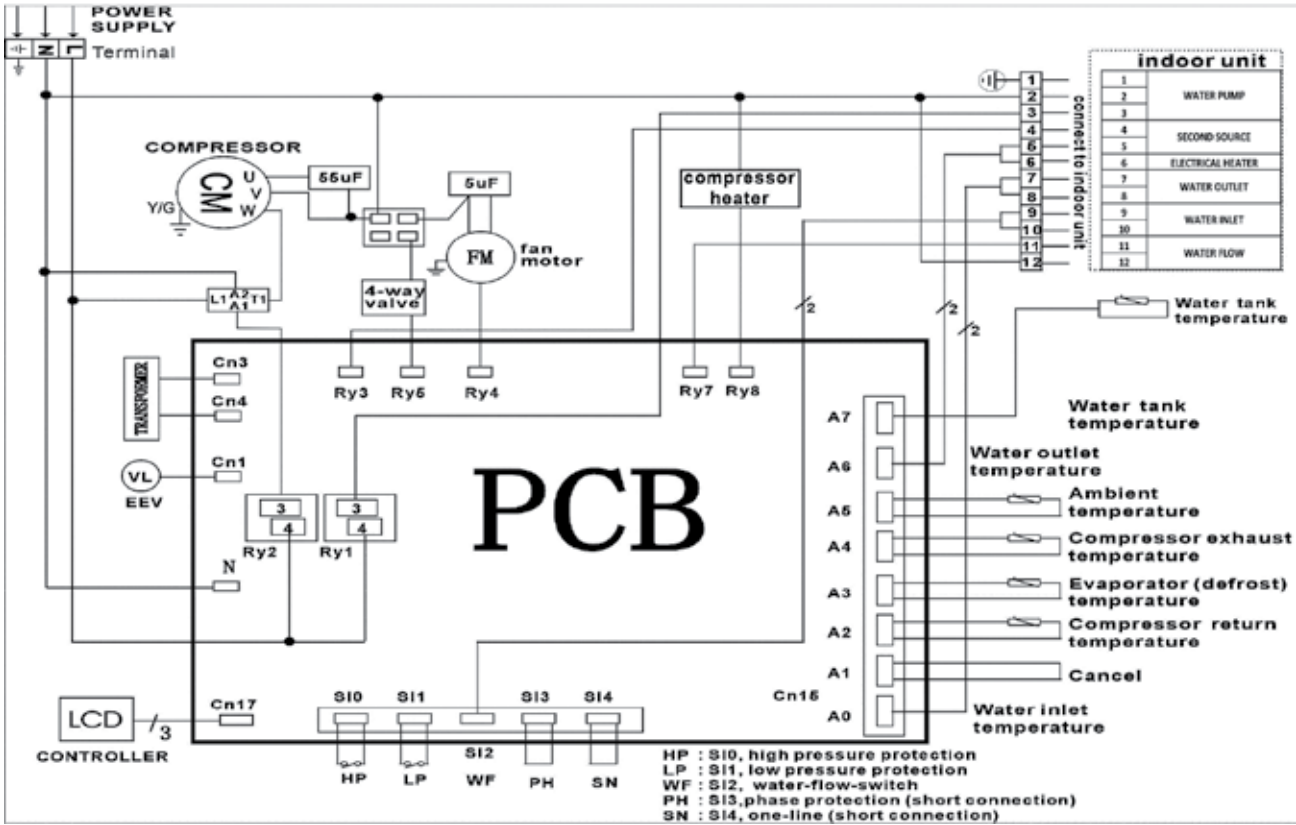 POWER
SUPPLY
N L Terminal
indoor unit
1
2 WATER PUMP
3
4 SECOND SOURCE
5
6 ELECTRICAL HEATER
7 WATER OUTLET
8
9 WATER INLET
10
11 WATER FLOW
12
1
2
3
4
5
6
7
8
9
10
11
12
connect to indoor unit
COMPRESSOR
CM
U
V
W
Y/G
55uF
5uF
FM
fan
motor
compressor
heater
4-way
valve
L1 A2 T1
A1
2
2
2
Water tank
temperature
TRANSFORMER
Cn3
Cn4
Ry3
Ry5
Ry4
Ry7
Ry8
VL
EEV
Cn1
3
4
Ry2
3
4
Ry1
N
PCB
A7
Water tank
temperature
A6
Water outlet
temperature
A5
Ambient
temperature
A4
Compressor exhaust
temperature
A3
Evaporator (defrost)
temperature
A2
Compressor return
temperature
A1
Cancel
A0
Water inlet
temperature
Cn15
LCD
3
CONTROLLER
Cn17
SI0
SI1
SI2
SI3
SI4
HP
LP
WF
PH
SN
HP : SI0, high pressure protection
LP : SI1, low pressure protection
WF : SI2, water-flow-switch
PH : SI3,phase protection (short connection)
SN : SI4, one-line (short connection)